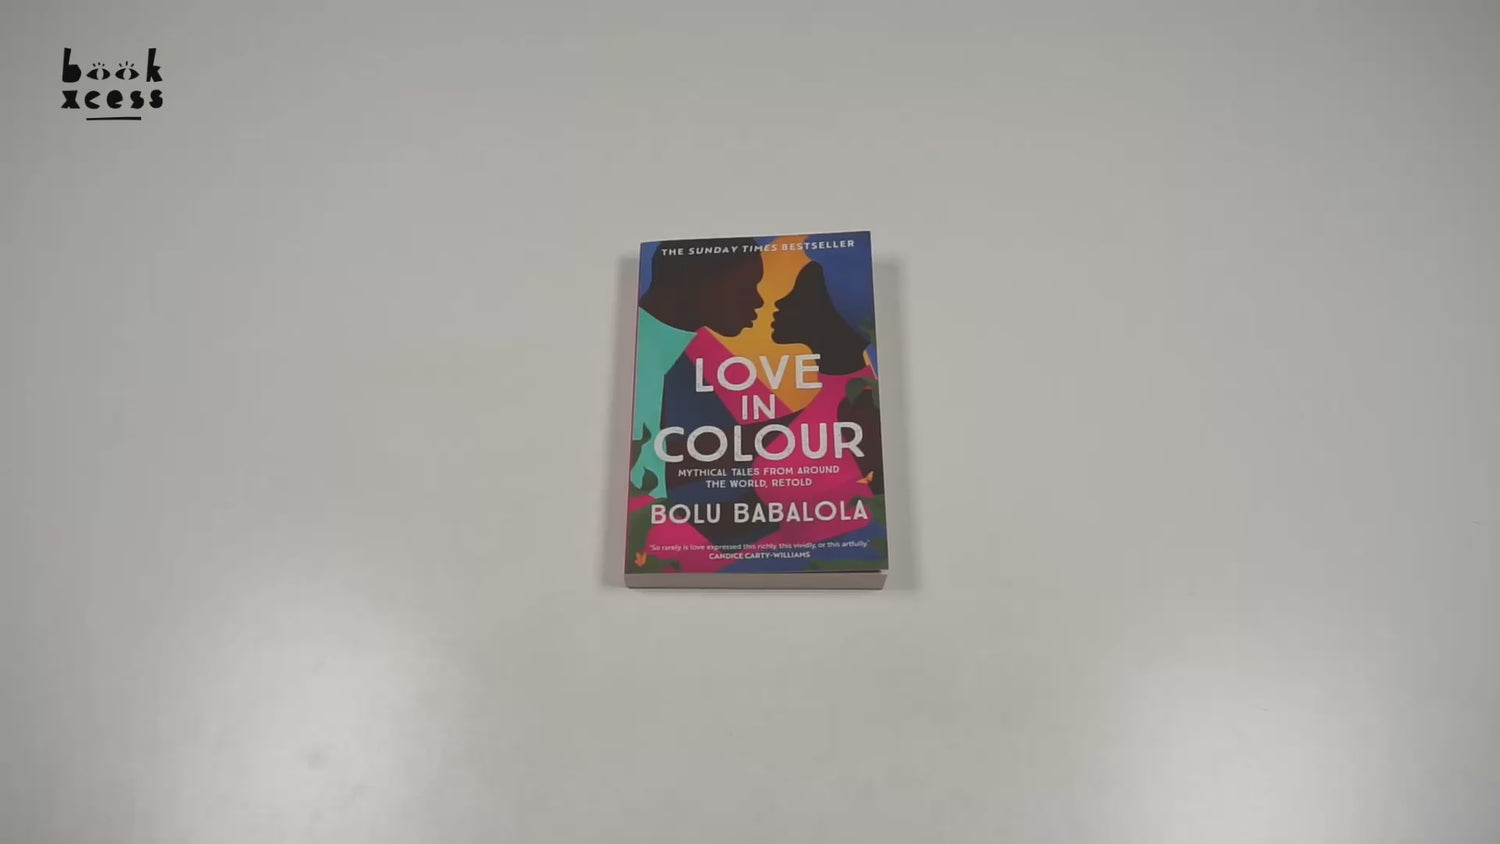 book
xcess
THE SUNDAY TIMES BESTSELLER
LOVE
IN
COLOUR
MYTHICAL TALES FROM AROUND
THE WORLD, RETOLD
BOLU BABALOLA
"So rarely is love expressed this richly, this vividly, or this artfully."
CANDICE CARTY-WILLIAMS